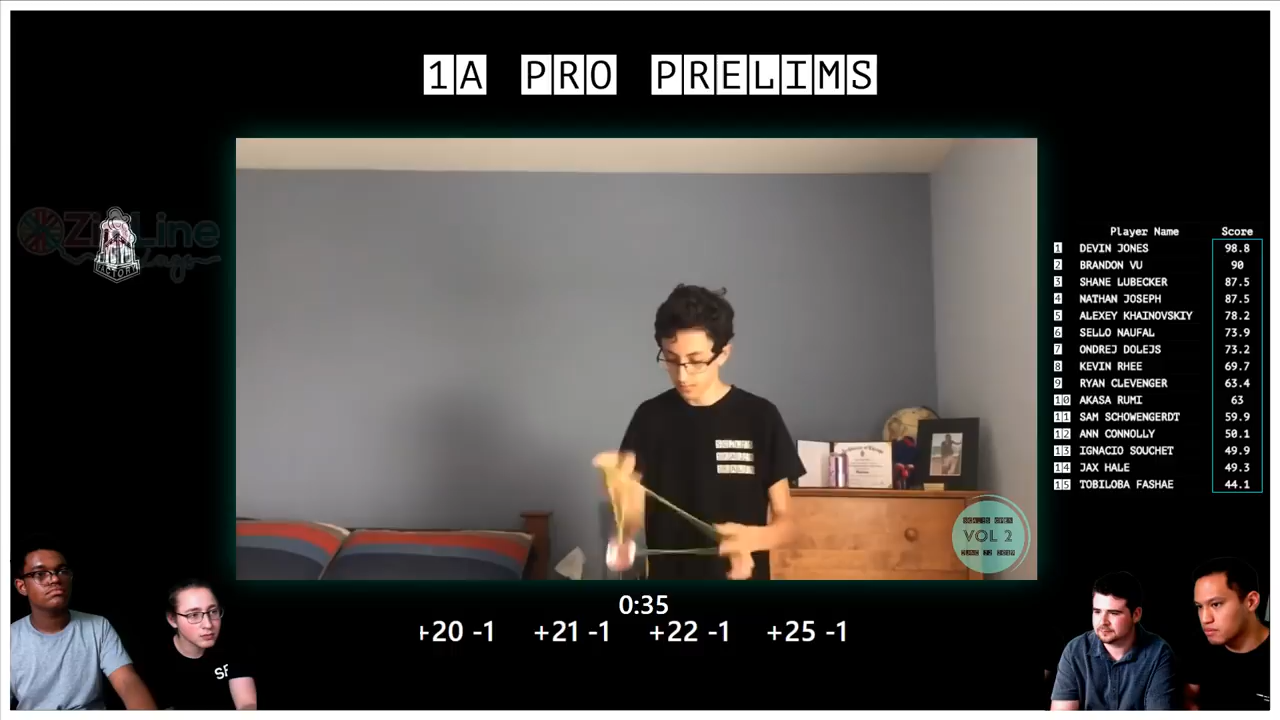 1A PRO PRELIMS
ZipLine
FACTORY
Player Name Score
1 DEVIN JONES 98.8
2 BRANDON VU 90
3 SHANE LUBECKER 87.5
4 NATHAN JOSEPH 87.5
5 ALEXEY KHAINOVSKIY 78.2
6 SELLO NAUFAL 73.9
7 ONDREJ DOLEJS 73.2
8 KEVIN RHEE 69.7
9 RYAN CLEVENGER 63.4
10 AKASA RUMI 63
11 SAM SCHOWENGERDT 59.9
12 ANN CONNOLLY 50.1
13 IGNACIO SOUCHET 49.9
14 JAX HALE 49.3
15 TOBILOBA FASHAE 44.1
VOL 2
0:35
+20 -1 +21 -1 +22 -1 +25 -1
SF